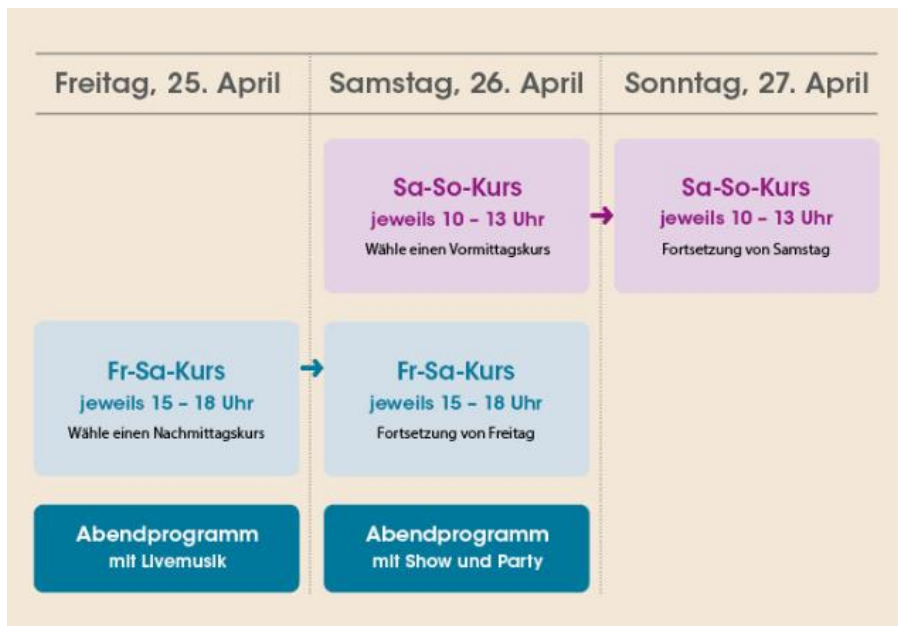 Freitag, 25. April
Samstag, 26. April
Sonntag, 27. April
Sa-So-Kurs
jeweils 10 – 13 Uhr
Wähle einen Vormittagskurs
Sa-So-Kurs
jeweils 10 – 13 Uhr
Fortsetzung von Samstag
Fr-Sa-Kurs
jeweils 15 – 18 Uhr
Wähle einen Nachmittagskurs
Fr-Sa-Kurs
jeweils 15 – 18 Uhr
Fortsetzung von Freitag
Abendprogramm
mit Livemusik
Abendprogramm
mit Show und Party